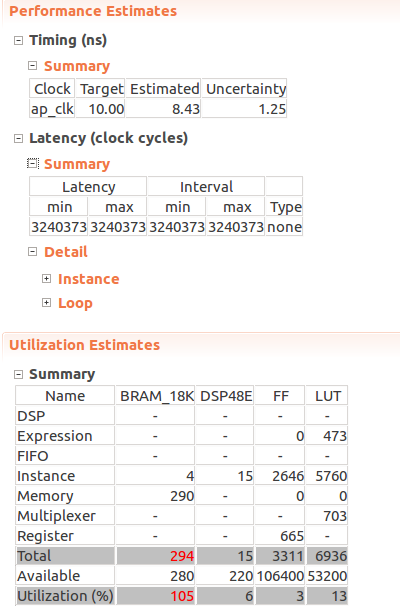 Performance Estimates
Timing (ns)
Summary
Clock Target Estimated Uncertainty
ap_clk 10.00 8.43 1.25
Latency (clock cycles)
Summary
Latency Interval
min max min max Type
3240373 3240373 3240373 3240373 none
Detail
Instance
Loop
Utilization Estimates
Summary
Name BRAM_18K DSP48E FF LUT
DSP - - - -
Expression - - 0 473
FIFO - - - -
Instance 4 15 2646 5760
Memory 290 - 0 0
Multiplexer - - - 703
Register - - 665 -
Total 294 15 3311 6936
Available 280 220 106400 53200
Utilization (%) 105 6 3 13